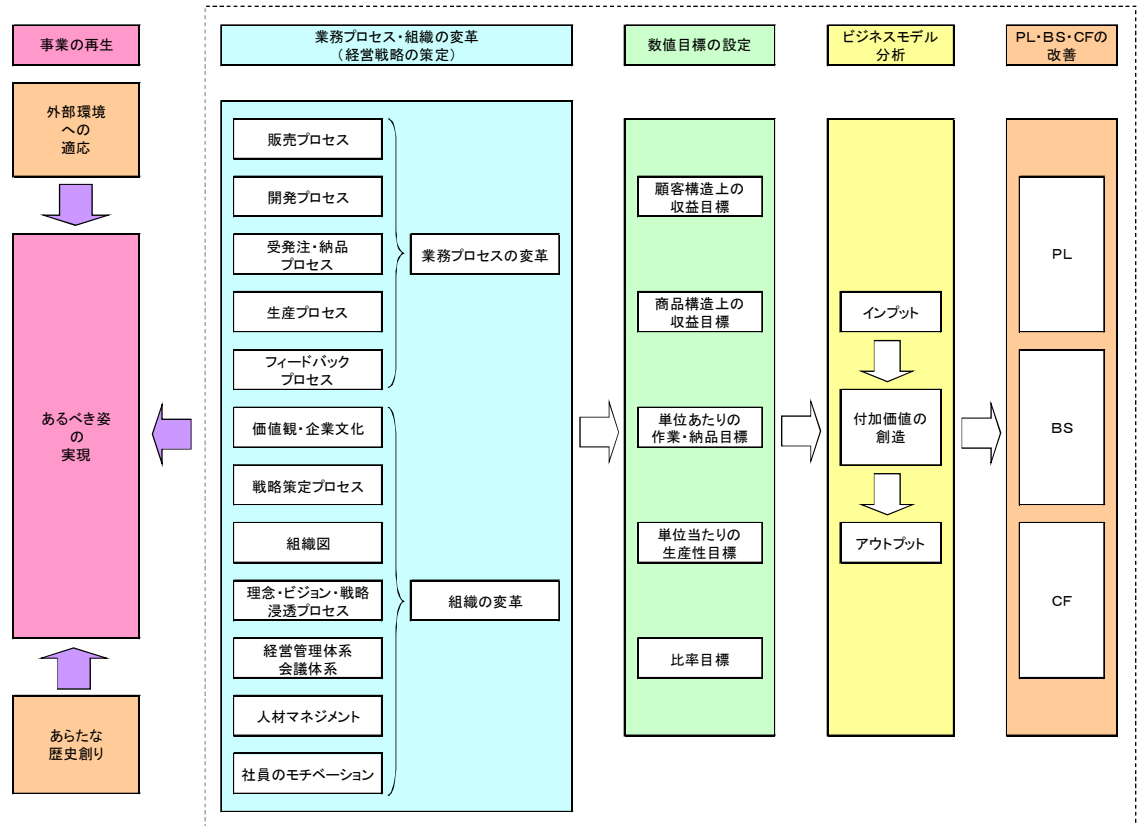 事業の再生
業務プロセス・組織の変革
（経営戦略の策定）
数値目標の設定
ビジネスモデル
分析
PL・BS・CFの
改善
外部環境
への
適応
あるべき姿
の
実現
あらたな
歴史創り
販売プロセス
開発プロセス
受発注・納品
プロセス
生産プロセス
フィードバック
プロセス
業務プロセスの変革
価値観・企業文化
戦略策定プロセス
組織図
理念・ビジョン・戦略
浸透プロセス
経営管理体系
会議体系
人材マネジメント
社員のモチベーション
組織の変革
顧客構造上の
収益目標
商品構造上の
収益目標
単位あたりの
作業・納品目標
単位当たりの
生産性目標
比率目標
インプット
付加価値の
創造
アウトプット
PL
BS
CF